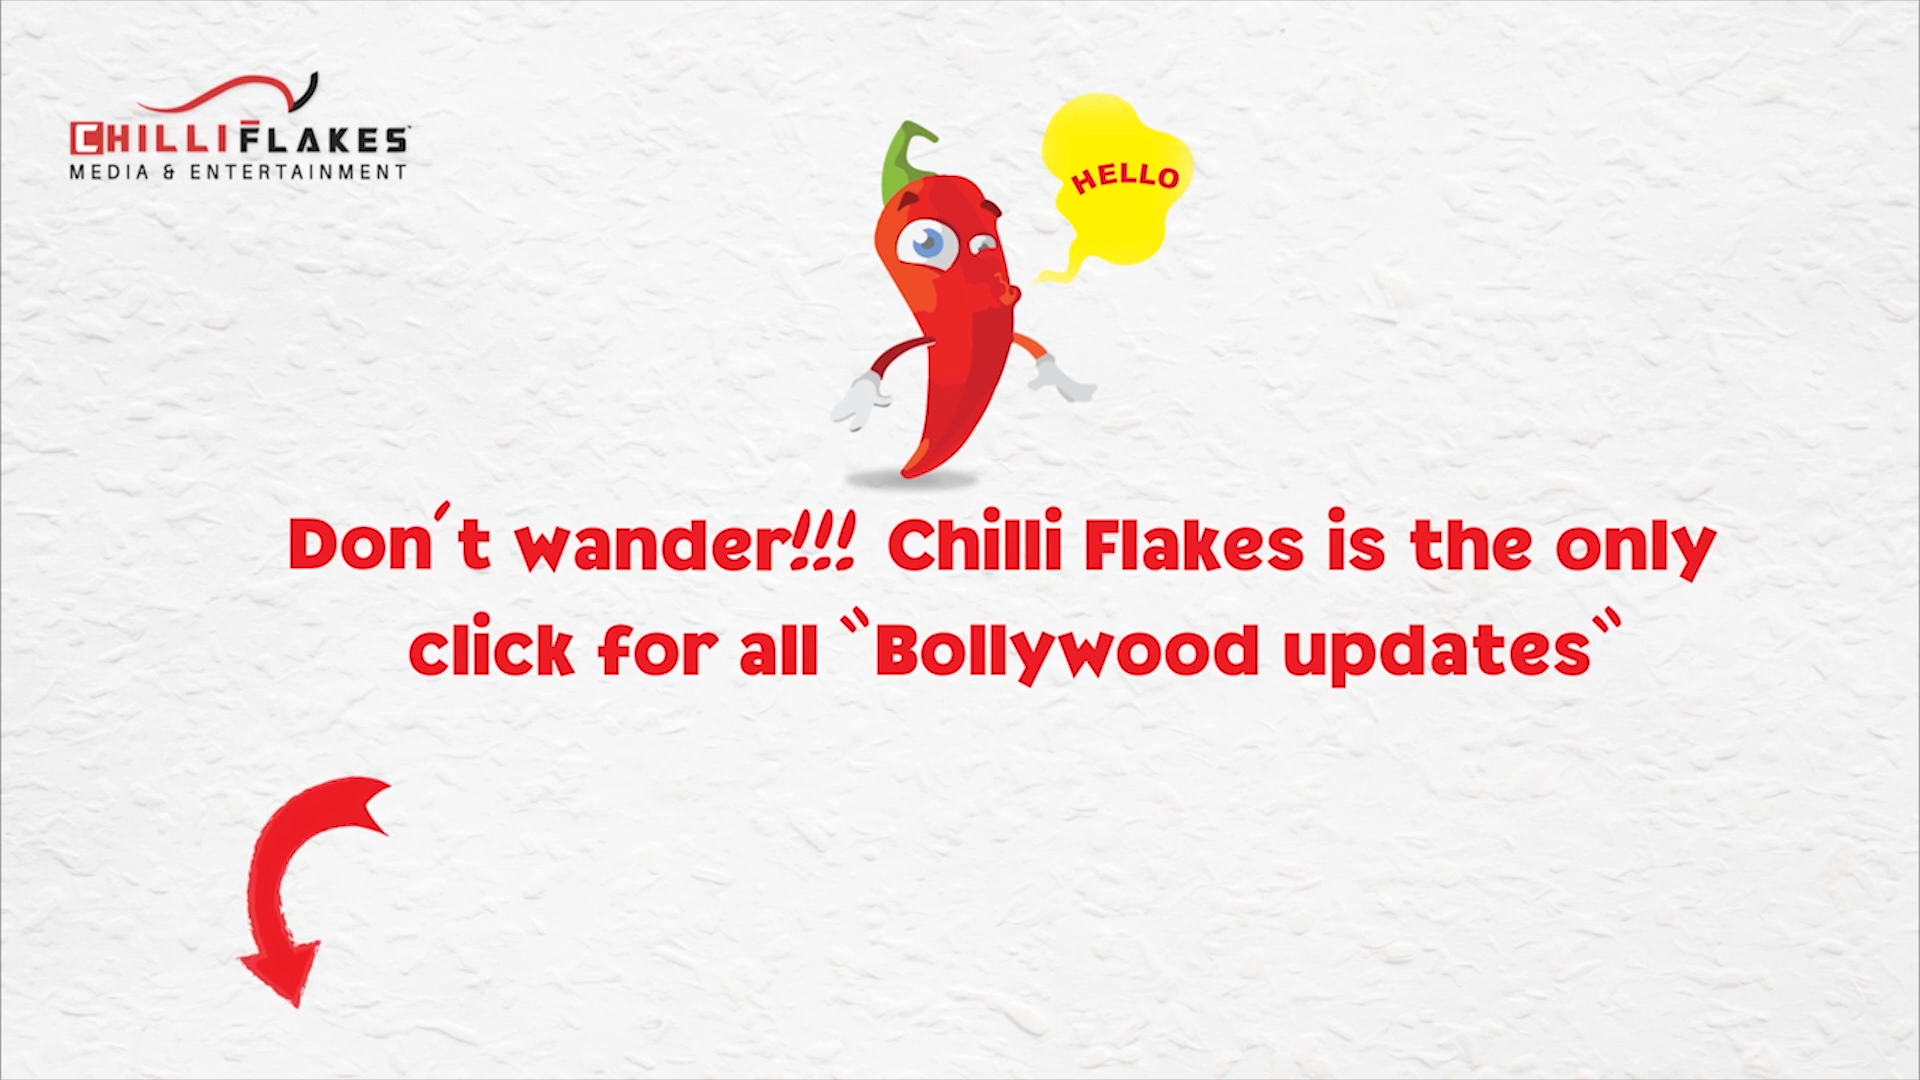 CHILLIFLAKES
MEDIA & ENTERTAINMENT
HELLO
Don't wander!!! Chilli Flakes is the only
click for all "Bollywood updates"